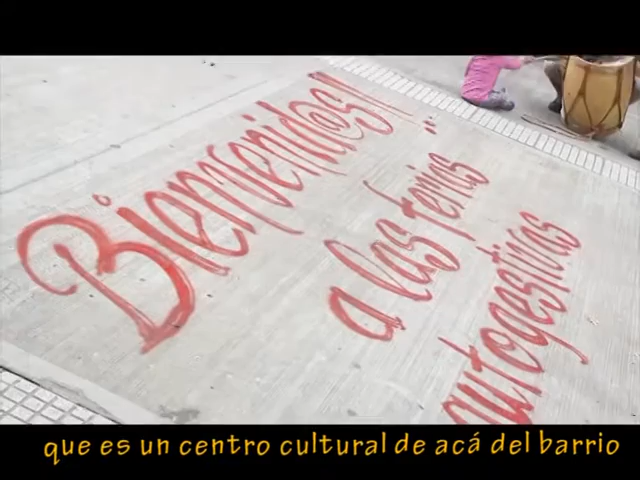 Bienvenid@s!!
a las ferias
autogestivas
que es un centro cultural de acá del barrio